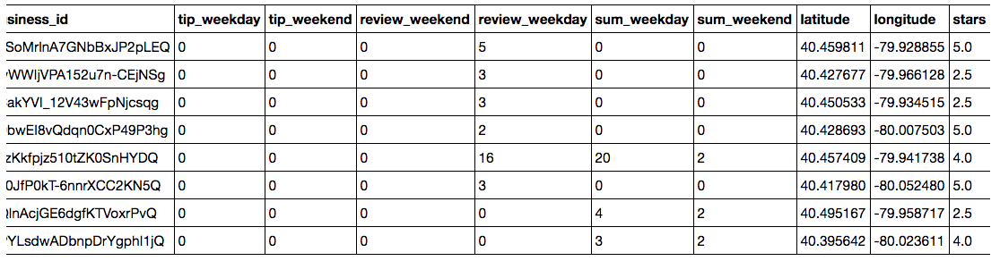 siness_id tip_weekday tip_weekend review_weekend review_weekday sum_weekday sum_weekend latitude longitude stars
SoMrlnA7GNbBxJP2pLEQ 0 0 0 5 0 0 40.459811 -79.928855 5.0
WWIjVPA152u7n-CEjNSg 0 0 0 3 0 0 40.427677 -79.966128 2.5
akYVl_12V43wFpNjcsqg 0 0 0 3 0 0 40.450533 -79.934515 2.5
bwEI8vQdqn0CxP49P3hg 0 0 0 2 0 0 40.428693 -80.007503 5.0
zKkfpjz510tZK0SnHYDQ 0 0 0 16 20 2 40.457409 -79.941738 4.0
0JfP0kT-6nnrXCC2KN5Q 0 0 0 3 0 0 40.417980 -80.052480 5.0
QlnAcjGE6dgfKTVoxrPvQ 0 0 0 0 4 2 40.495167 -79.958717 2.5
YLsdwADbnpDrYgphl1jQ 0 0 0 0 3 2 40.395642 -80.023611 4.0